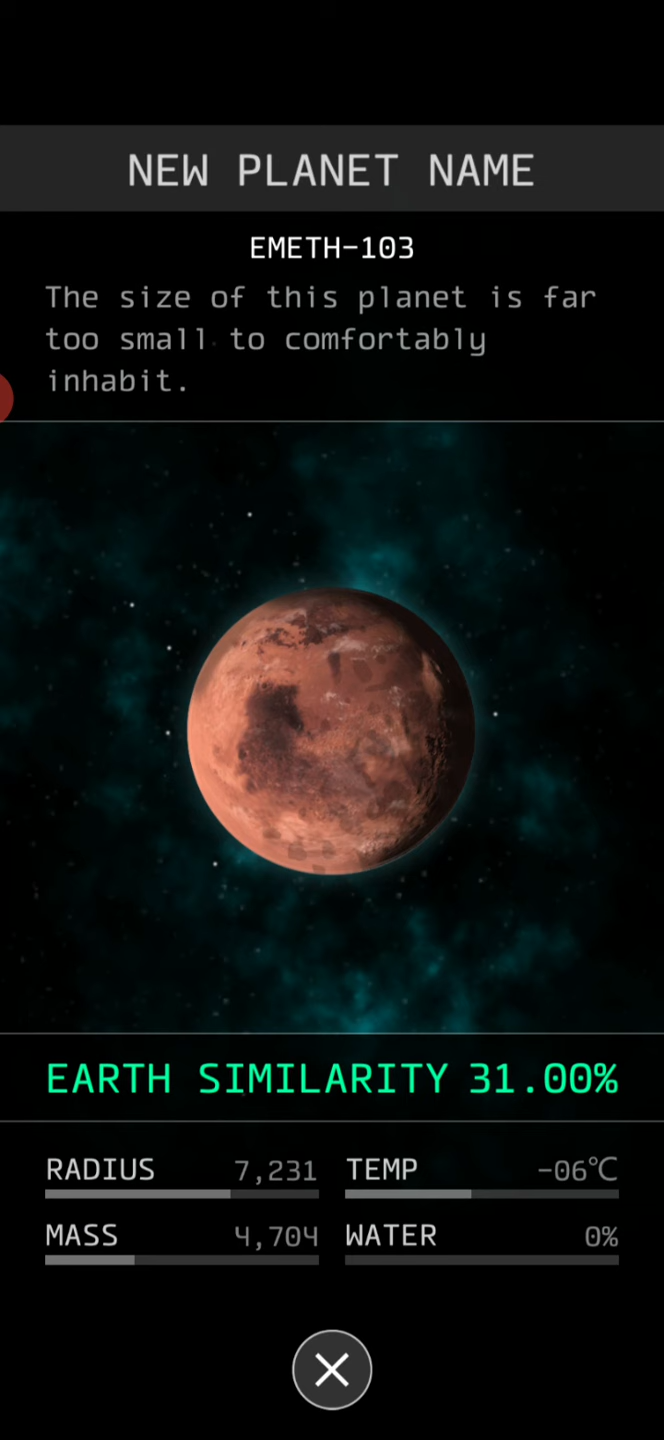 NEW PLANET NAME
EMETH-103
The size of this planet is far
too small to comfortably
inhabit.
EARTH SIMILARITY 31.00%
RADIUS 7,231 TEMP -06℃
MASS 4,704 WATER 0%